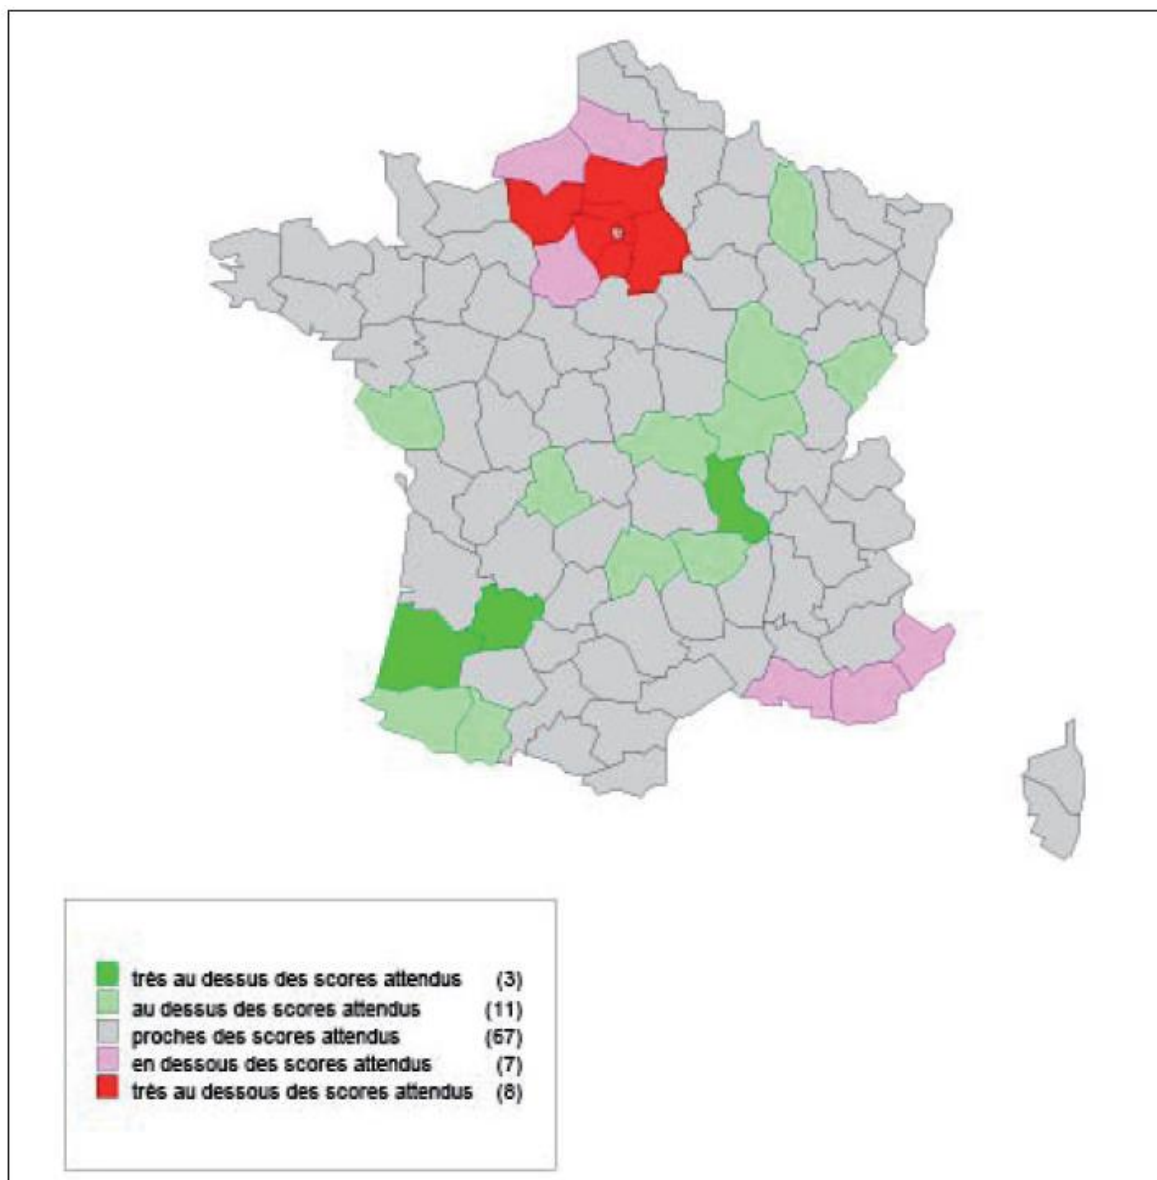 très au dessus des scores attendus (3)
au dessus des scores attendus (11)
proches des scores attendus (67)
en dessous des scores attendus (7)
très au dessous des scores attendus (8)